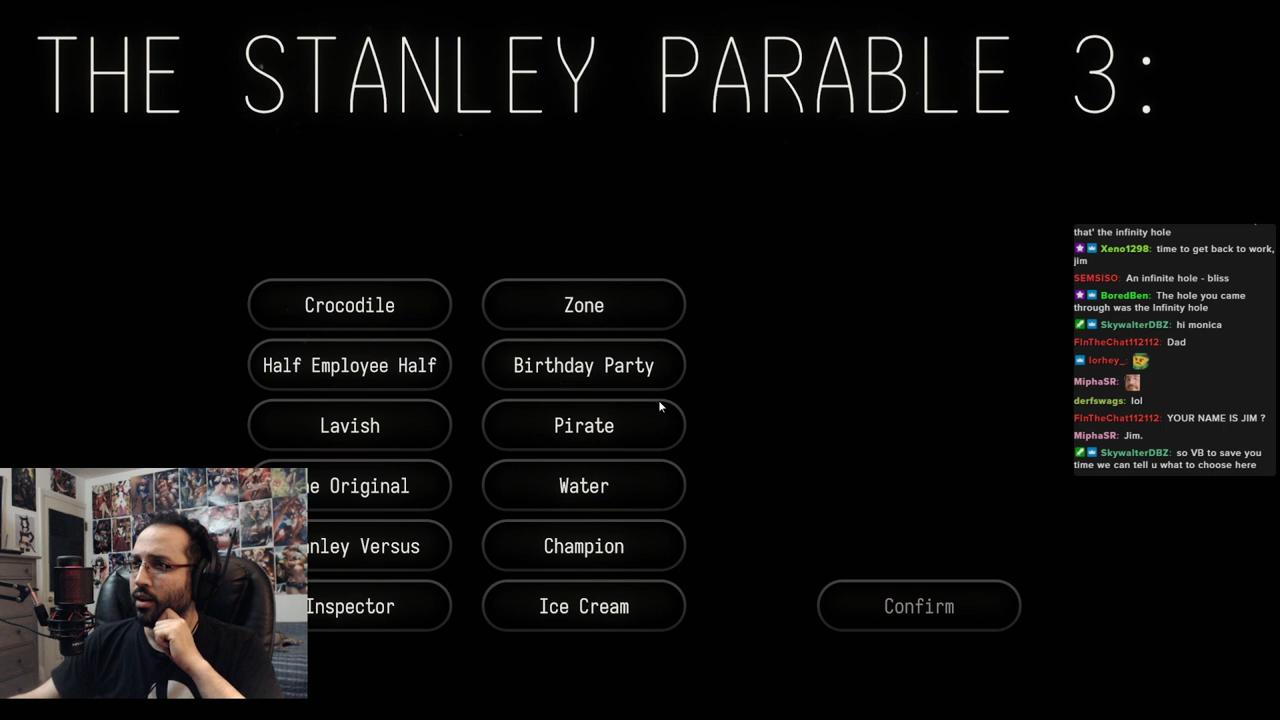 THE STANLEY PARABLE 3:
Crocodile
Zone
Half Employee Half
Birthday Party
Lavish
Pirate
Original
Water
Versus
Champion
Inspector
Ice Cream
Confirm
that' the infinity hole
Xeno1298: time to get back to work,
jim
SEMSISO: An infinite hole - bliss
BoredBen: The hole you came
through was the Infinity hole
SkywalterDBZ: hi monica
FInTheChat112112: Dad
lorhey_:
MiphaSR:
derfswags: lol
FInTheChat112112: YOUR NAME IS JIM ?
MiphaSR: Jim.
SkywalterDBZ: so VB to save you
time we can tell u what to choose here